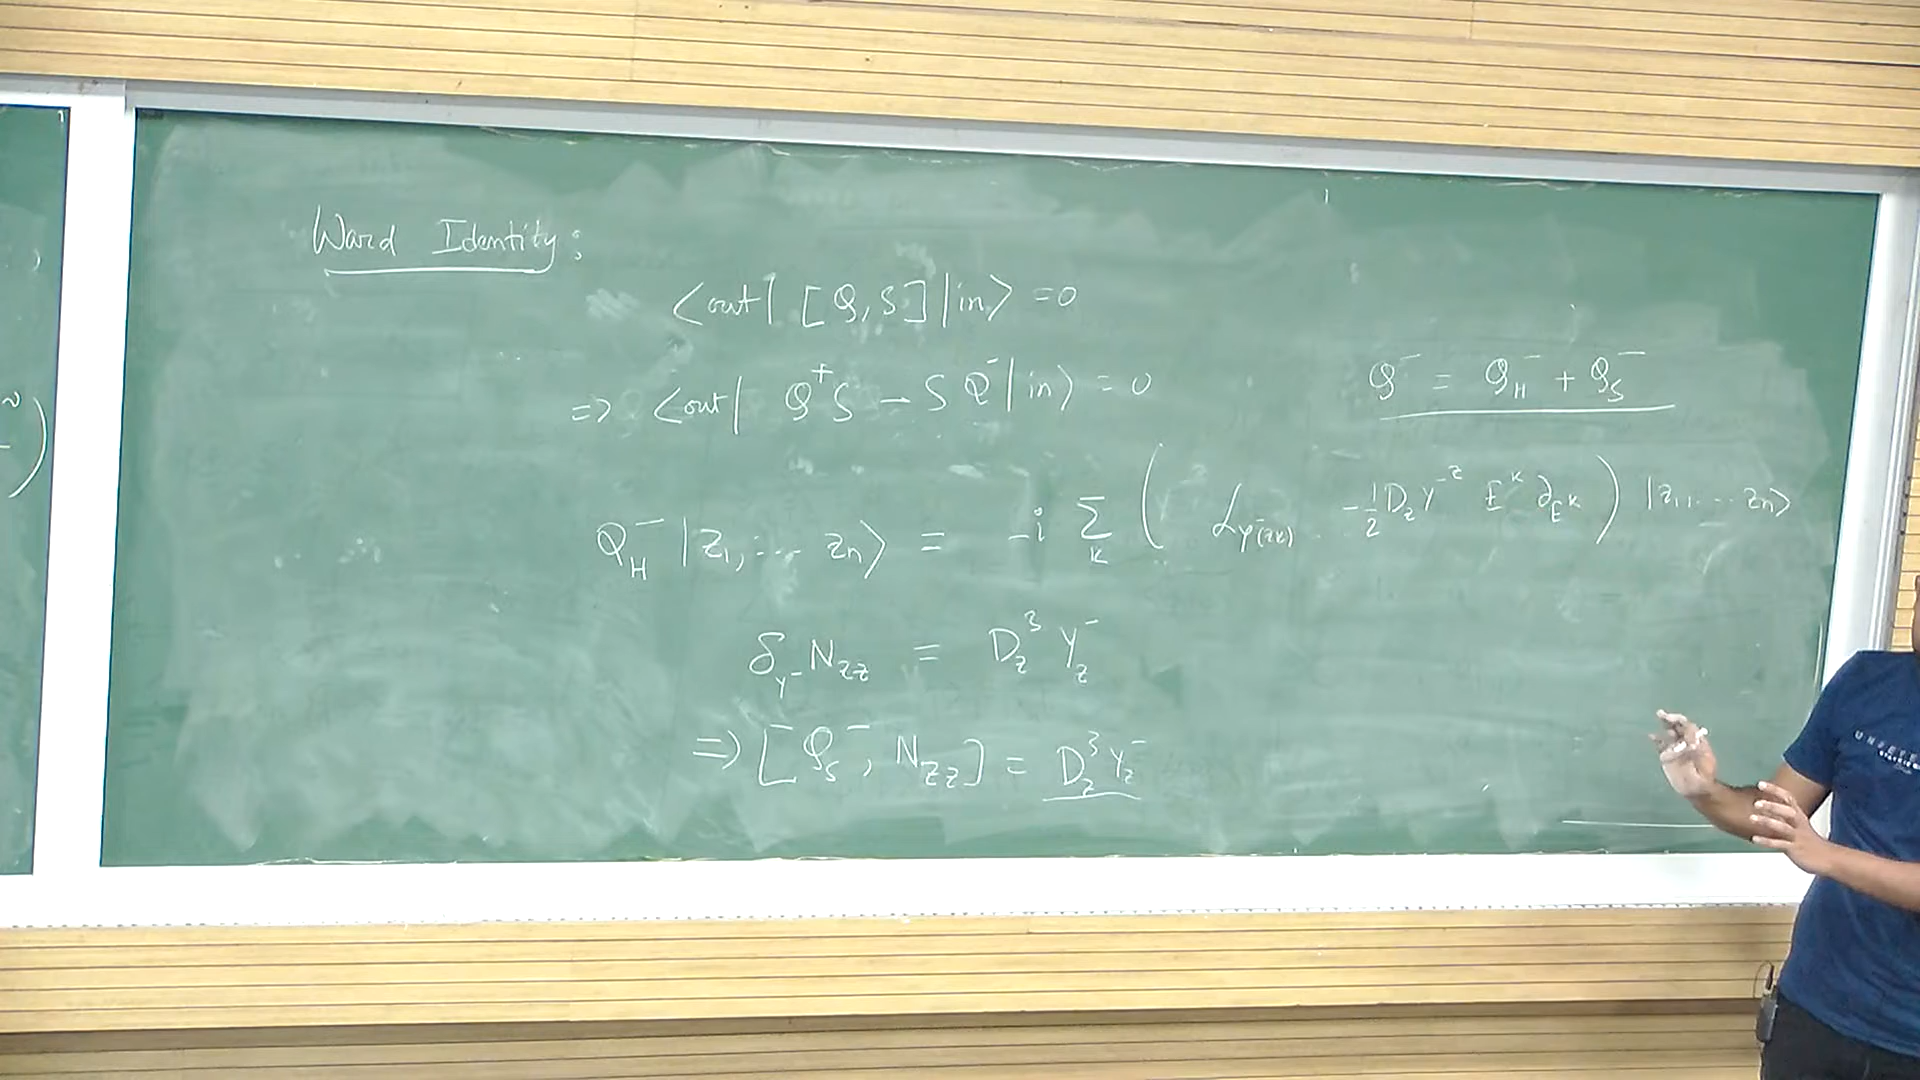 Ward Identity:
⟨out| [Q, S] |in⟩ = 0
⇒ ⟨out| Q⁺S − S Q⁻ |in⟩ = 0
Q⁻ = Q_H⁻ + Q_S⁻
Q_H⁻ |z₁, ... zₙ⟩ = −i Σ_k ( ℒ_{Y⁻(z_k)} − ½ D_z Y⁻ᶻ E^k ∂_{E^k} ) |z₁, ... zₙ⟩
δ_{Y⁻} N_{zz} = D_z³ Y_z⁻
⇒ [Q_S⁻, N_{zz}] = D_z³ Y_z⁻